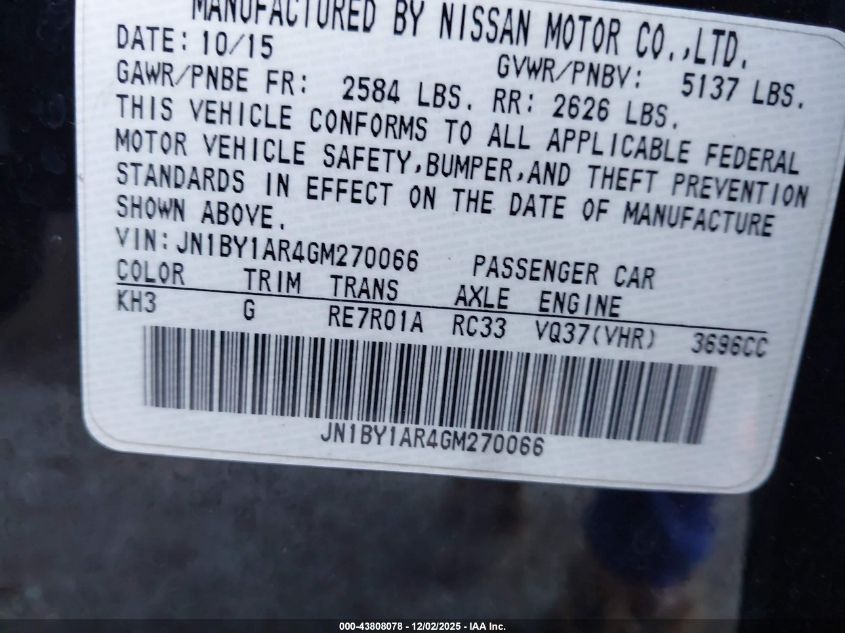 MANUFACTURED BY NISSAN MOTOR CO.,LTD.
DATE: 10/15 GVWR/PNBV: 5137 LBS.
GAWR/PNBE FR: 2584 LBS. RR: 2626 LBS.
THIS VEHICLE CONFORMS TO ALL APPLICABLE FEDERAL
MOTOR VEHICLE SAFETY,BUMPER,AND THEFT PREVENTION
STANDARDS IN EFFECT ON THE DATE OF MANUFACTURE
SHOWN ABOVE.
VIN: JN1BY1AR4GM270066 PASSENGER CAR
COLOR TRIM TRANS AXLE ENGINE
KH3 G RE7R01A RC33 VQ37(VHR) 3696CC
JN1BY1AR4GM270066
000-43808078 - 12/02/2025 - IAA Inc.